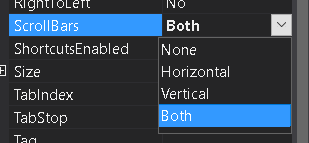 RightToLeft No
ScrollBars Both
ShortcutsEnabled None
Size Horizontal
TabIndex Vertical
TabStop Both
Tag